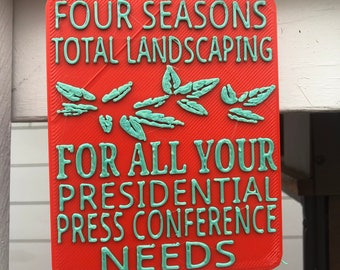 FOUR SEASONS
TOTAL LANDSCAPING
FOR ALL YOUR
PRESIDENTIAL
PRESS CONFERENCE
NEEDS